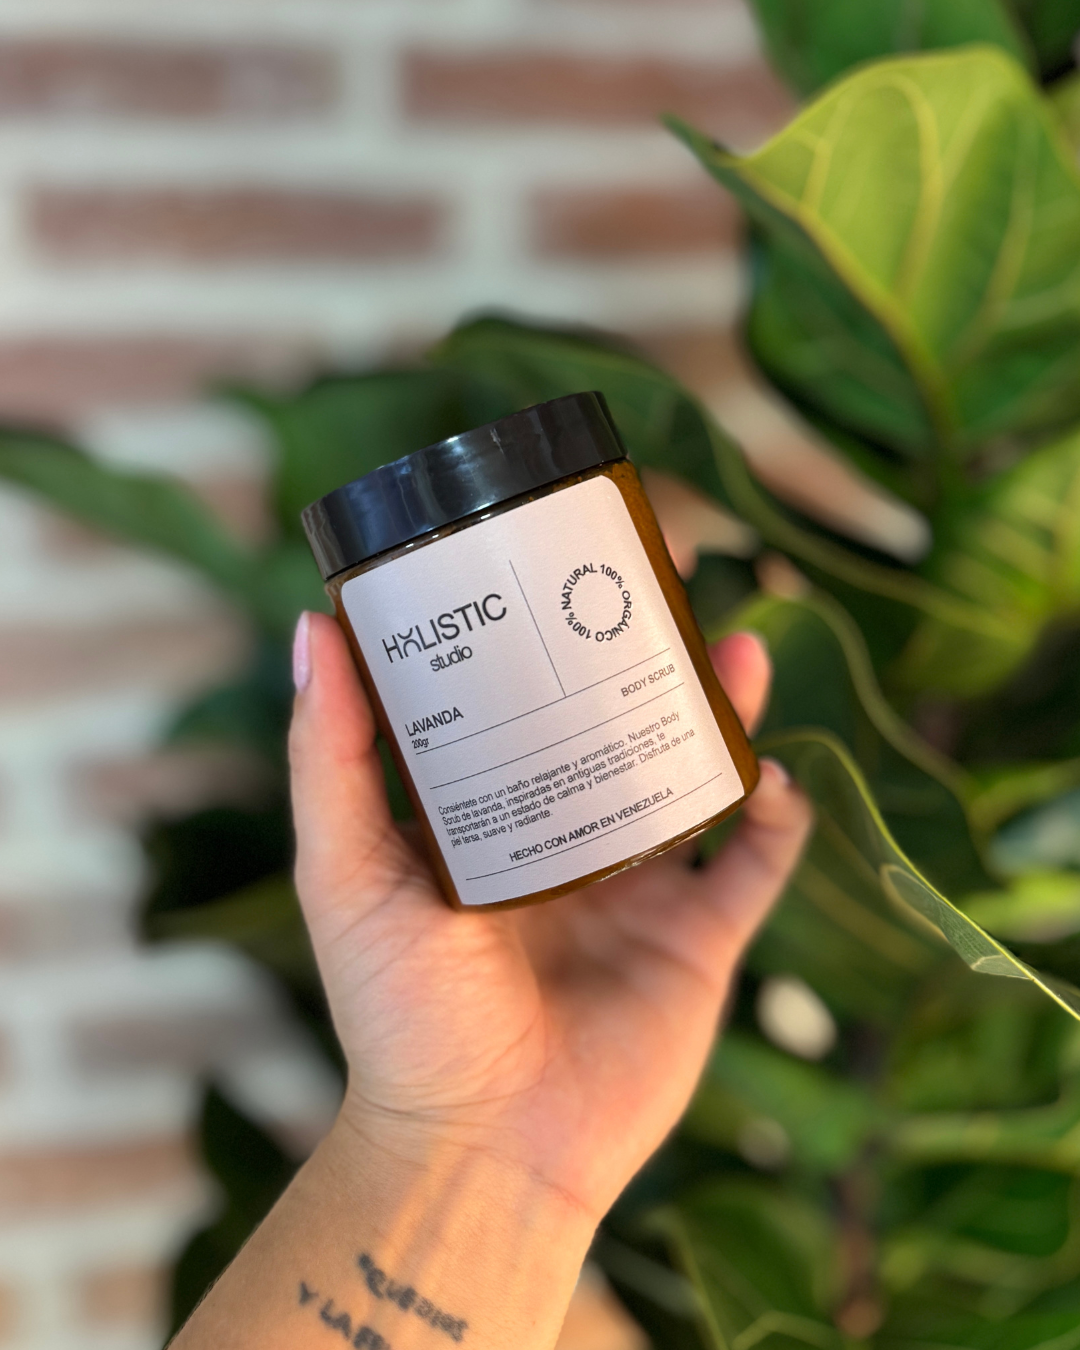 HOLISTIC
studio
100% NATURAL 100% ORGÁNICO
LAVANDA
200gr
BODY SCRUB
Consiéntete con un baño relajante y aromático. Nuestro Body
Scrub de lavanda, inspiradas en antiguas tradiciones, te
transportarán a un estado de calma y bienestar. Disfruta de una
piel tersa, suave y radiante.
HECHO CON AMOR EN VENEZUELA
Y LA